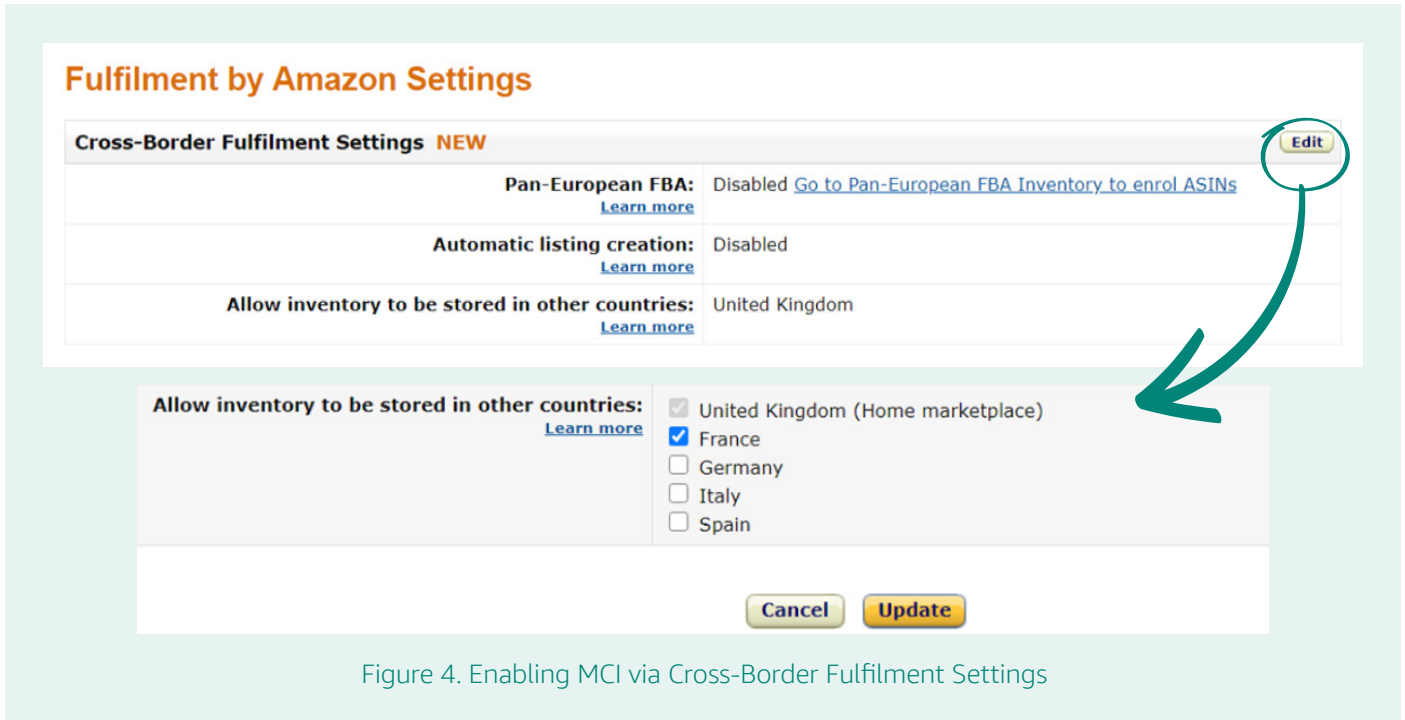 Fulfilment by Amazon Settings
Cross-Border Fulfilment Settings NEW
Edit
Pan-European FBA: Disabled Go to Pan-European FBA Inventory to enrol ASINs
Learn more
Automatic listing creation: Disabled
Learn more
Allow inventory to be stored in other countries: United Kingdom
Learn more
Allow inventory to be stored in other countries:
Learn more
United Kingdom (Home marketplace)
France
Germany
Italy
Spain
Cancel Update
Figure 4. Enabling MCI via Cross-Border Fulfilment Settings